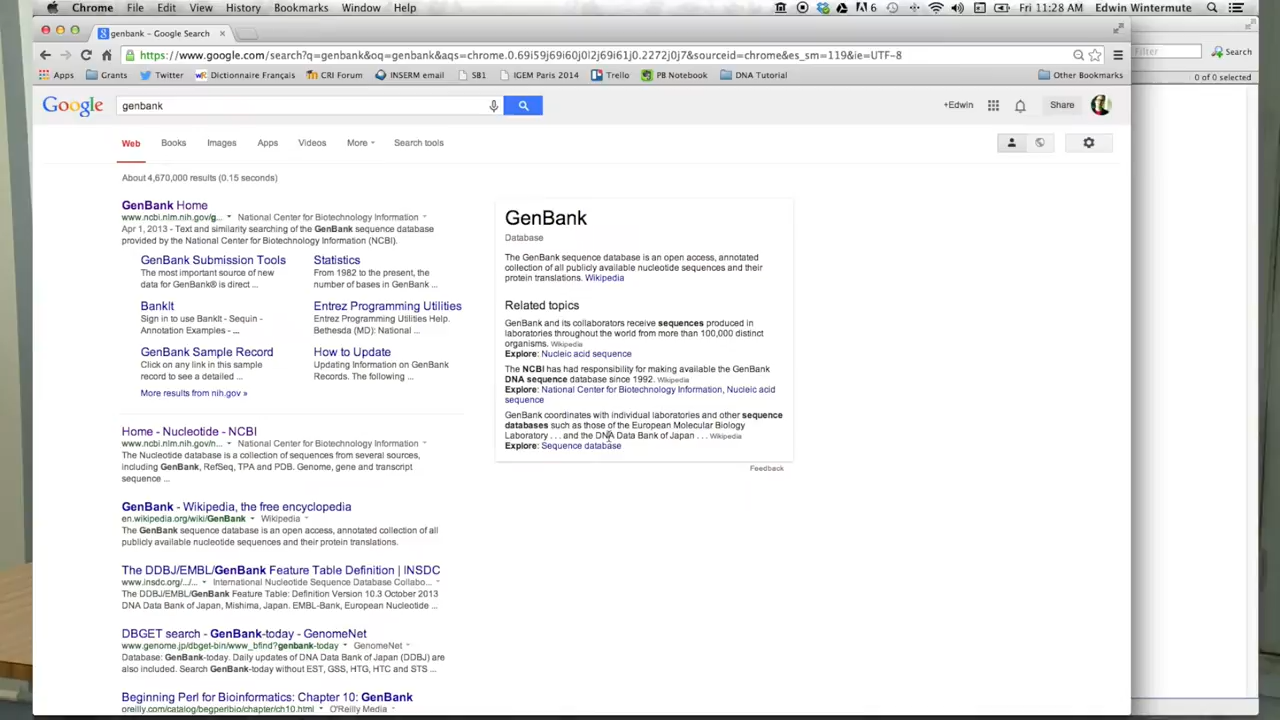 Chrome File Edit View History Bookmarks Window Help 6 Fri 11:28 AM Edwin Wintermute
genbank - Google Search
https://www.google.com/search?q=genbank&oq=genbank&aqs=chrome.0.69i59j69i60j0l2j69i61j0.2272j0j7&sourceid=chrome&es_sm=119&ie=UTF-8
Filter Search
Apps Grants Twitter Dictionnaire Français CRI Forum INSERM email SB1 IGEM Paris 2014 Trello PB Notebook DNA Tutorial Other Bookmarks
0 of 0 selected
Google genbank +Edwin Share
Web Books Images Apps Videos More Search tools
About 4,670,000 results (0.15 seconds)
GenBank Home
www.ncbi.nlm.nih.gov/g... National Center for Biotechnology Information
Apr 1, 2013 - Text and similarity searching of the GenBank sequence database
provided by the National Center for Biotechnology Information (NCBI).
GenBank Submission Tools
The most important source of new
data for GenBank® is direct ...
Statistics
From 1982 to the present, the
number of bases in GenBank ...
BankIt
Sign in to use BankIt - Sequin -
Annotation Examples - ...
Entrez Programming Utilities
Entrez Programming Utilities Help.
Bethesda (MD): National ...
GenBank Sample Record
Click on any link in this sample
record to see a detailed ...
How to Update
Updating Information on GenBank
Records. The following ...
More results from nih.gov »
Home - Nucleotide - NCBI
www.ncbi.nlm.nih.gov/n... National Center for Biotechnology Information
The Nucleotide database is a collection of sequences from several sources,
including GenBank, RefSeq, TPA and PDB. Genome, gene and transcript
sequence ...
GenBank - Wikipedia, the free encyclopedia
en.wikipedia.org/wiki/GenBank Wikipedia
The GenBank sequence database is an open access, annotated collection of all
publicly available nucleotide sequences and their protein translations.
The DDBJ/EMBL/GenBank Feature Table Definition | INSDC
www.insdc.org/.../... International Nucleotide Sequence Database Collabo...
The DDBJ/EMBL/GenBank Feature Table: Definition Version 10.3 October 2013
DNA Data Bank of Japan, Mishima, Japan. EMBL-Bank, European Nucleotide ...
DBGET search - GenBank-today - GenomeNet
www.genome.jp/dbget-bin/www_bfind?genbank-today GenomeNet
Database: GenBank-today. Daily updates of DNA Data Bank of Japan (DDBJ) are
also included. Search GenBank-today without EST, GSS, HTG, HTC and STS ...
Beginning Perl for Bioinformatics: Chapter 10: GenBank
oreilly.com/catalog/begperlbio/chapter/ch10.html O'Reilly Media
GenBank
Database
The GenBank sequence database is an open access, annotated
collection of all publicly available nucleotide sequences and their
protein translations. Wikipedia
Related topics
GenBank and its collaborators receive sequences produced in
laboratories throughout the world from more than 100,000 distinct
organisms. Wikipedia
Explore: Nucleic acid sequence
The NCBI has had responsibility for making available the GenBank
DNA sequence database since 1992. Wikipedia
Explore: National Center for Biotechnology Information, Nucleic acid
sequence
GenBank coordinates with individual laboratories and other sequence
databases such as those of the European Molecular Biology
Laboratory . . . and the DNA Data Bank of Japan . . . Wikipedia
Explore: Sequence database
Feedback